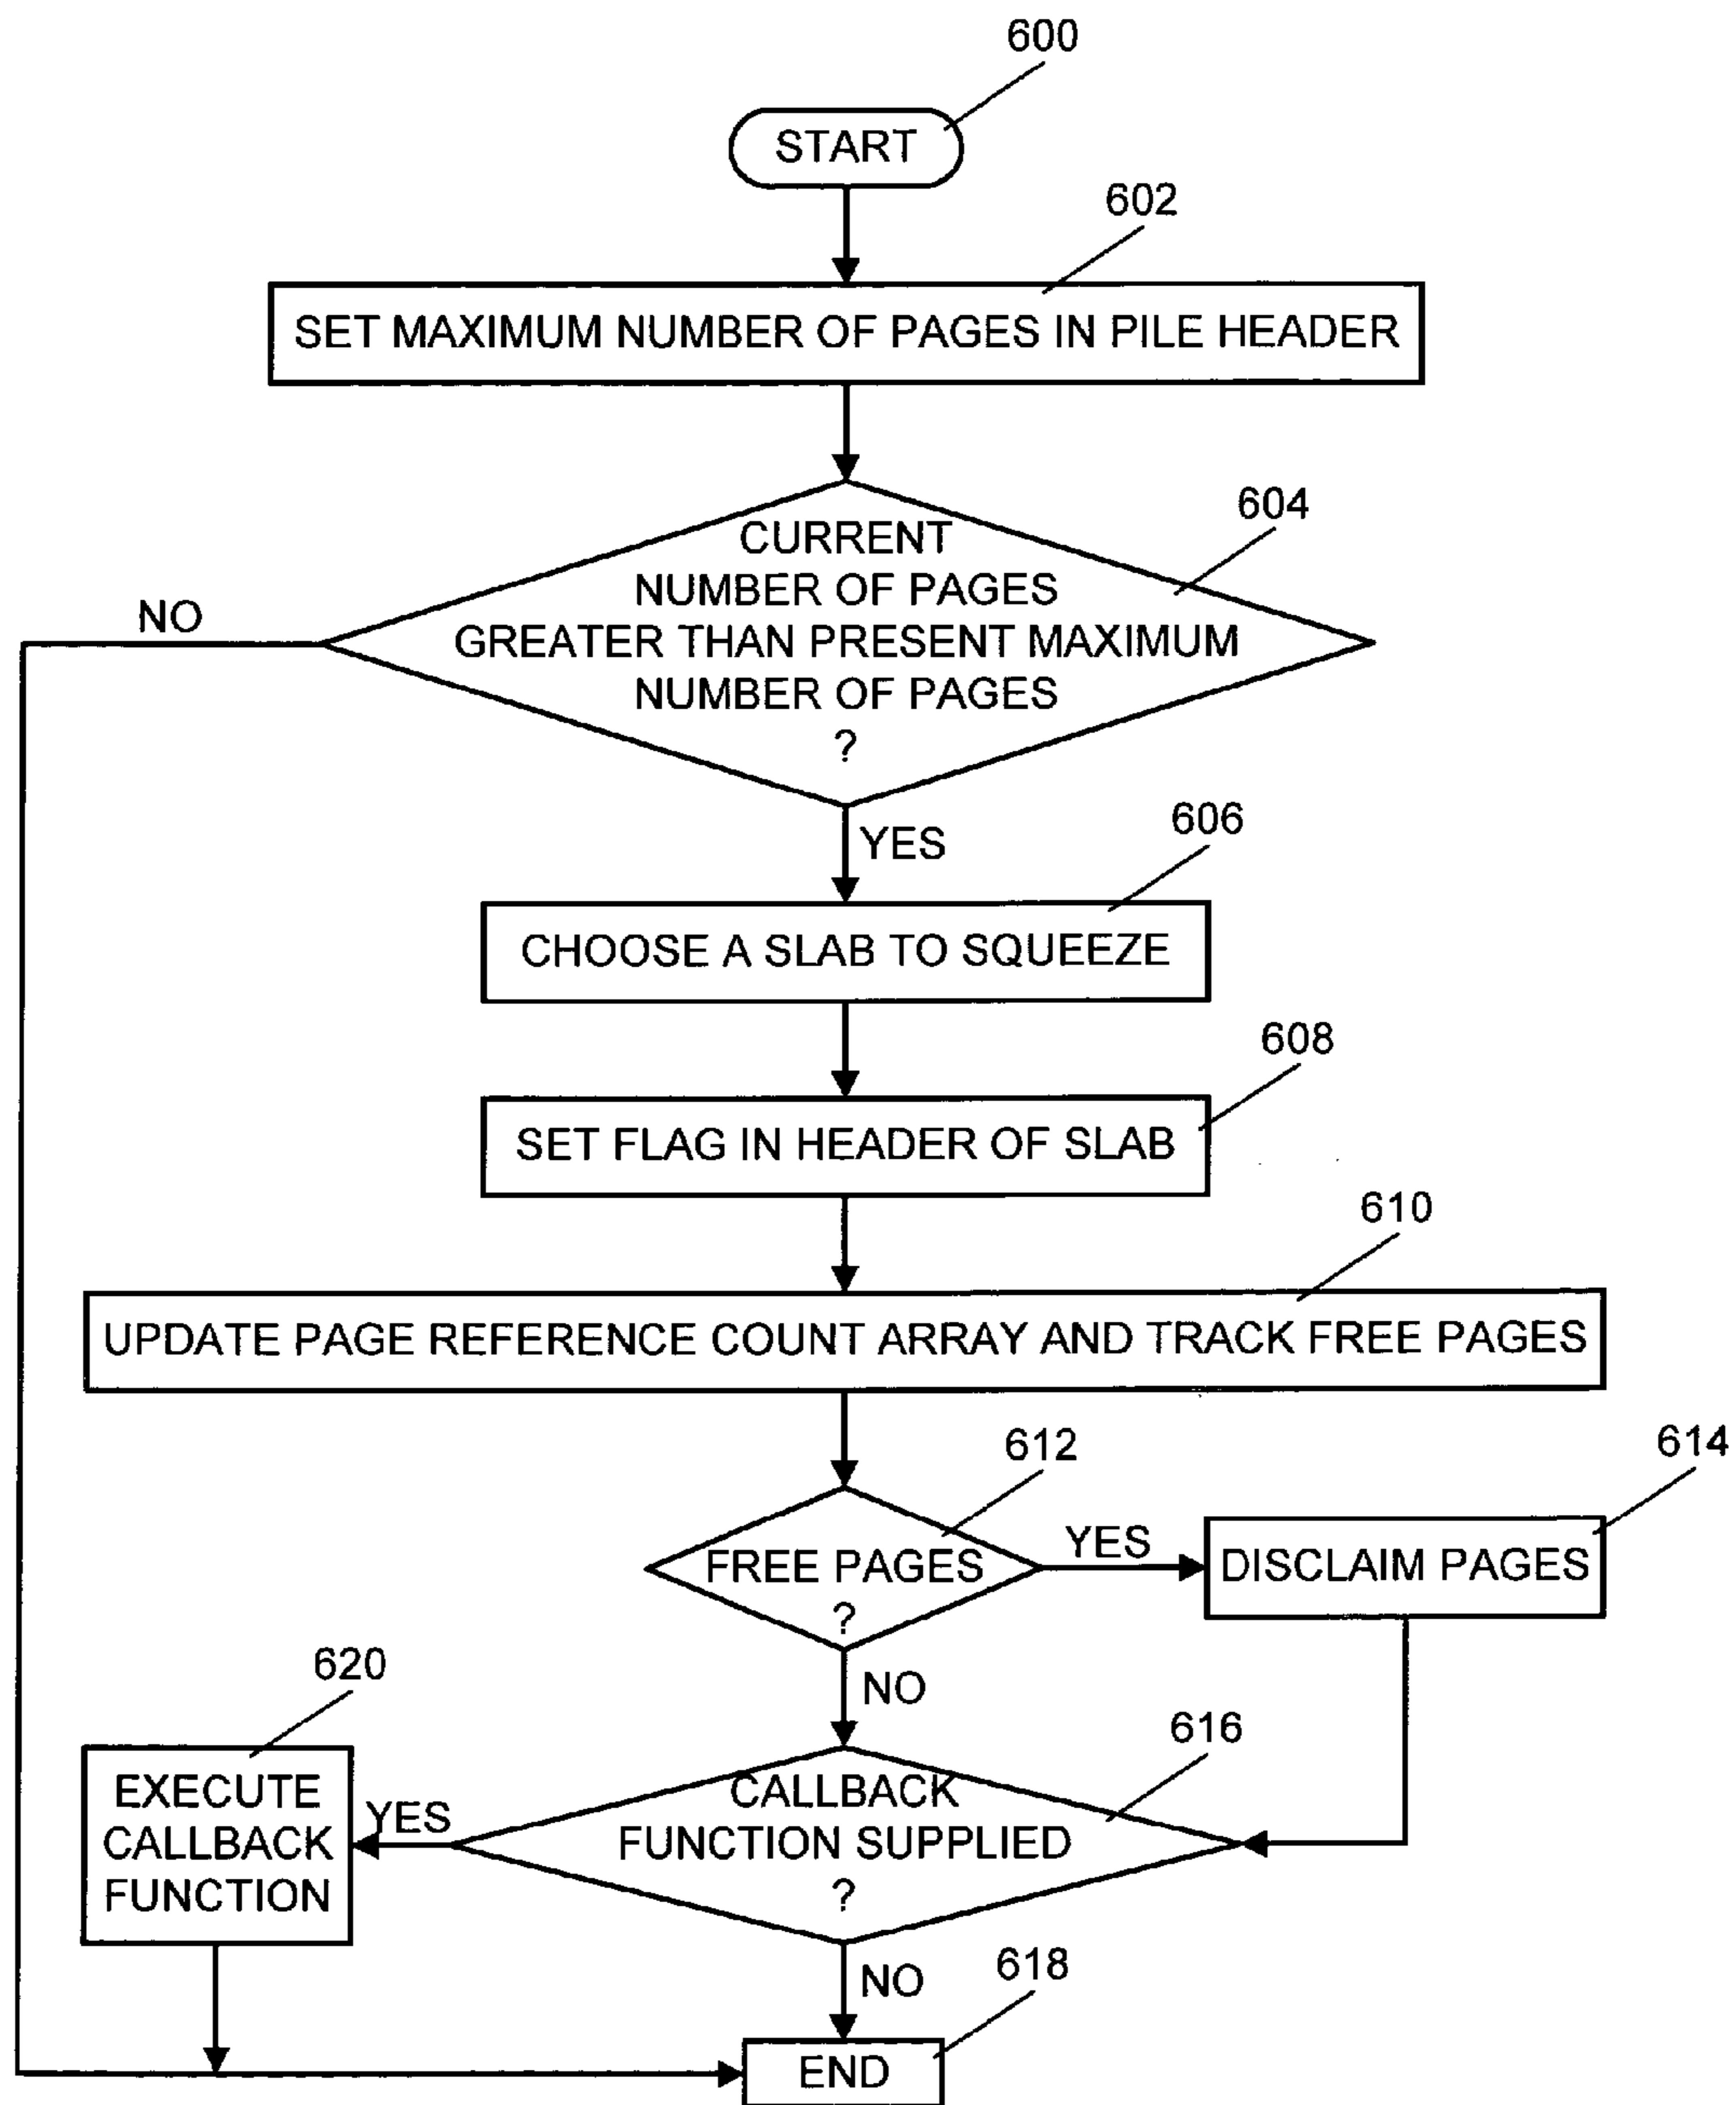 600
START
602
SET MAXIMUM NUMBER OF PAGES IN PILE HEADER
604
CURRENT
NUMBER OF PAGES
GREATER THAN PRESENT MAXIMUM
NUMBER OF PAGES
?
NO
YES
606
CHOOSE A SLAB TO SQUEEZE
608
SET FLAG IN HEADER OF SLAB
610
UPDATE PAGE REFERENCE COUNT ARRAY AND TRACK FREE PAGES
612
FREE PAGES
?
YES
614
DISCLAIM PAGES
NO
616
CALLBACK
FUNCTION SUPPLIED
?
YES
620
EXECUTE
CALLBACK
FUNCTION
NO
618
END